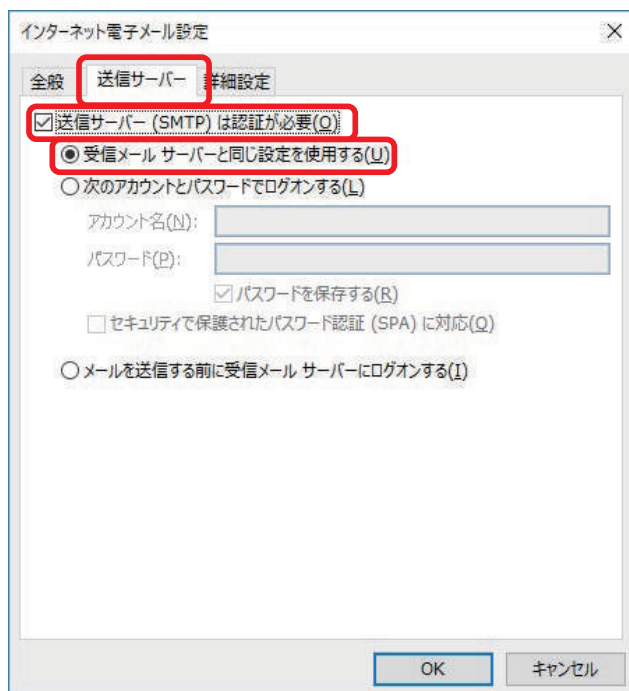 インターネット電子メール設定
全般 送信サーバー 詳細設定
送信サーバー (SMTP) は認証が必要(O)
受信メール サーバーと同じ設定を使用する(U)
次のアカウントとパスワードでログオンする(L)
アカウント名(N):
パスワード(P):
パスワードを保存する(R)
セキュリティで保護されたパスワード認証 (SPA) に対応(Q)
メールを送信する前に受信メール サーバーにログオンする(I)
OK キャンセル